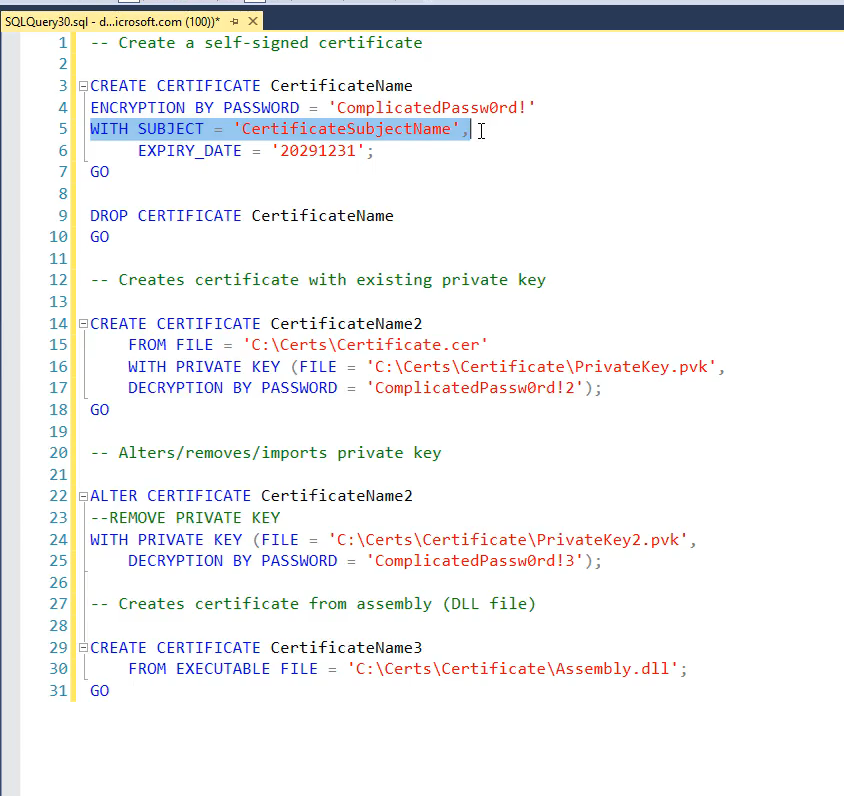 SQLQuery30.sql - d...icrosoft.com (100))*
1 -- Create a self-signed certificate
2
3 CREATE CERTIFICATE CertificateName
4 ENCRYPTION BY PASSWORD = 'ComplicatedPassw0rd!'
5 WITH SUBJECT = 'CertificateSubjectName',
6 EXPIRY_DATE = '20291231';
7 GO
8
9 DROP CERTIFICATE CertificateName
10 GO
11
12 -- Creates certificate with existing private key
13
14 CREATE CERTIFICATE CertificateName2
15 FROM FILE = 'C:\Certs\Certificate.cer'
16 WITH PRIVATE KEY (FILE = 'C:\Certs\Certificate\PrivateKey.pvk',
17 DECRYPTION BY PASSWORD = 'ComplicatedPassw0rd!2');
18 GO
19
20 -- Alters/removes/imports private key
21
22 ALTER CERTIFICATE CertificateName2
23 --REMOVE PRIVATE KEY
24 WITH PRIVATE KEY (FILE = 'C:\Certs\Certificate\PrivateKey2.pvk',
25 DECRYPTION BY PASSWORD = 'ComplicatedPassw0rd!3');
26
27 -- Creates certificate from assembly (DLL file)
28
29 CREATE CERTIFICATE CertificateName3
30 FROM EXECUTABLE FILE = 'C:\Certs\Certificate\Assembly.dll';
31 GO